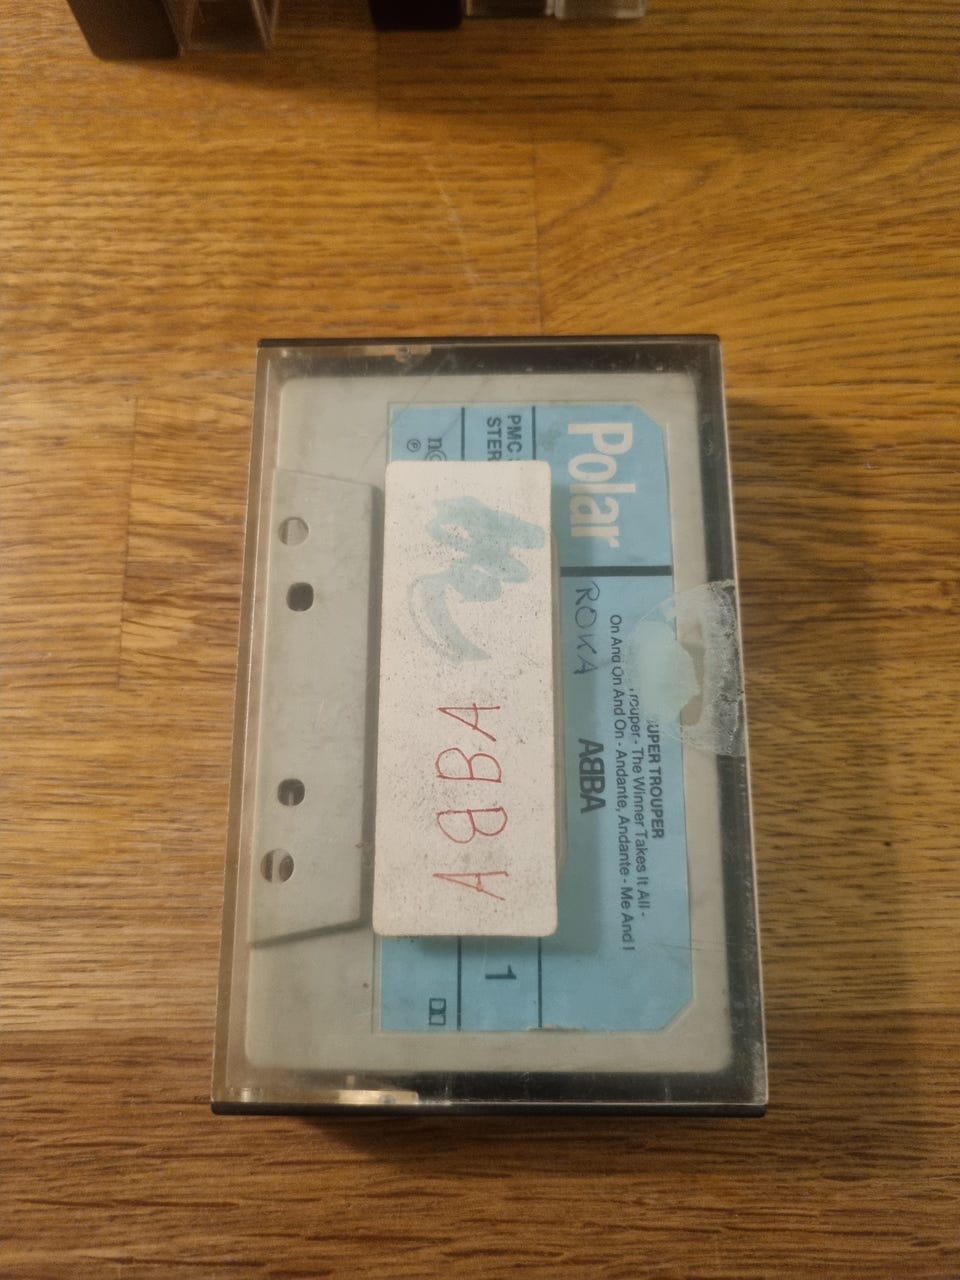 Polar
PMC
STER
ROKA
ABBA
UPER TROUPER
rouper - The Winner Takes It All -
On And On And On - Andante, Andante - Me And I
1
ABBA
n©
℗